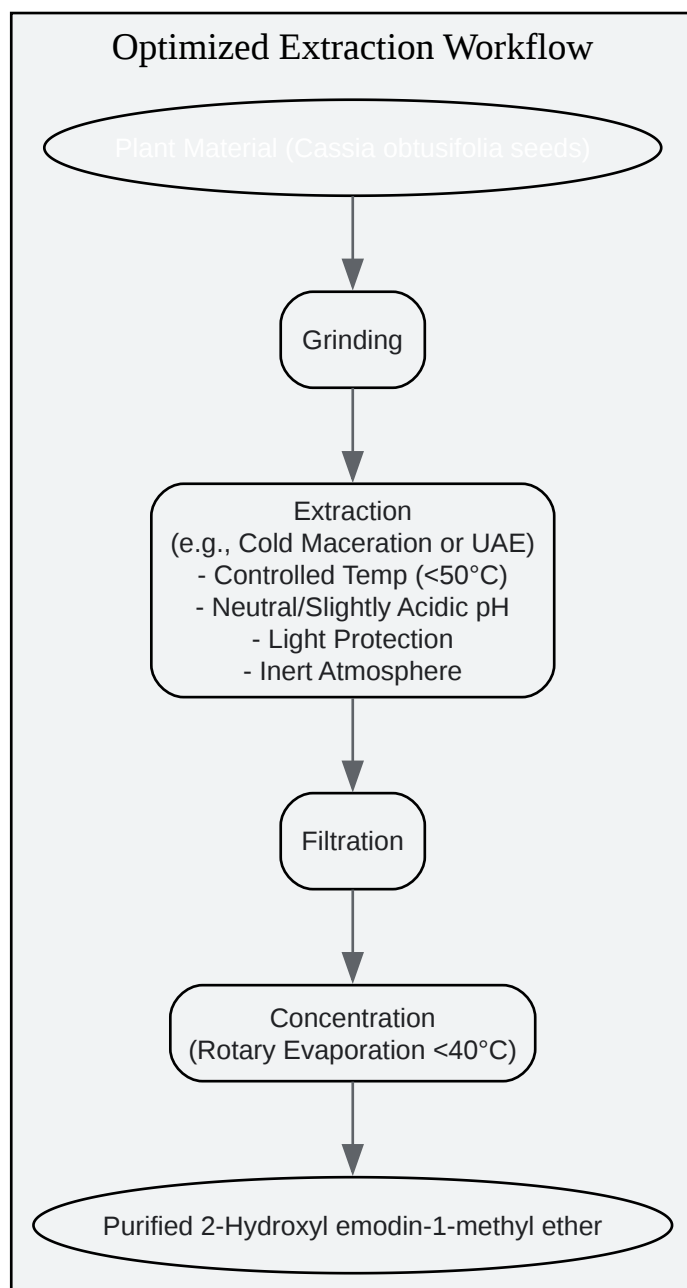 Optimized Extraction Workflow
Plant Material (Cassia obtusifolia seeds)
Grinding
Extraction
(e.g., Cold Maceration or UAE)
- Controlled Temp (<50°C)
- Neutral/Slightly Acidic pH
- Light Protection
- Inert Atmosphere
Filtration
Concentration
(Rotary Evaporation <40°C)
Purified 2-Hydroxyl emodin-1-methyl ether